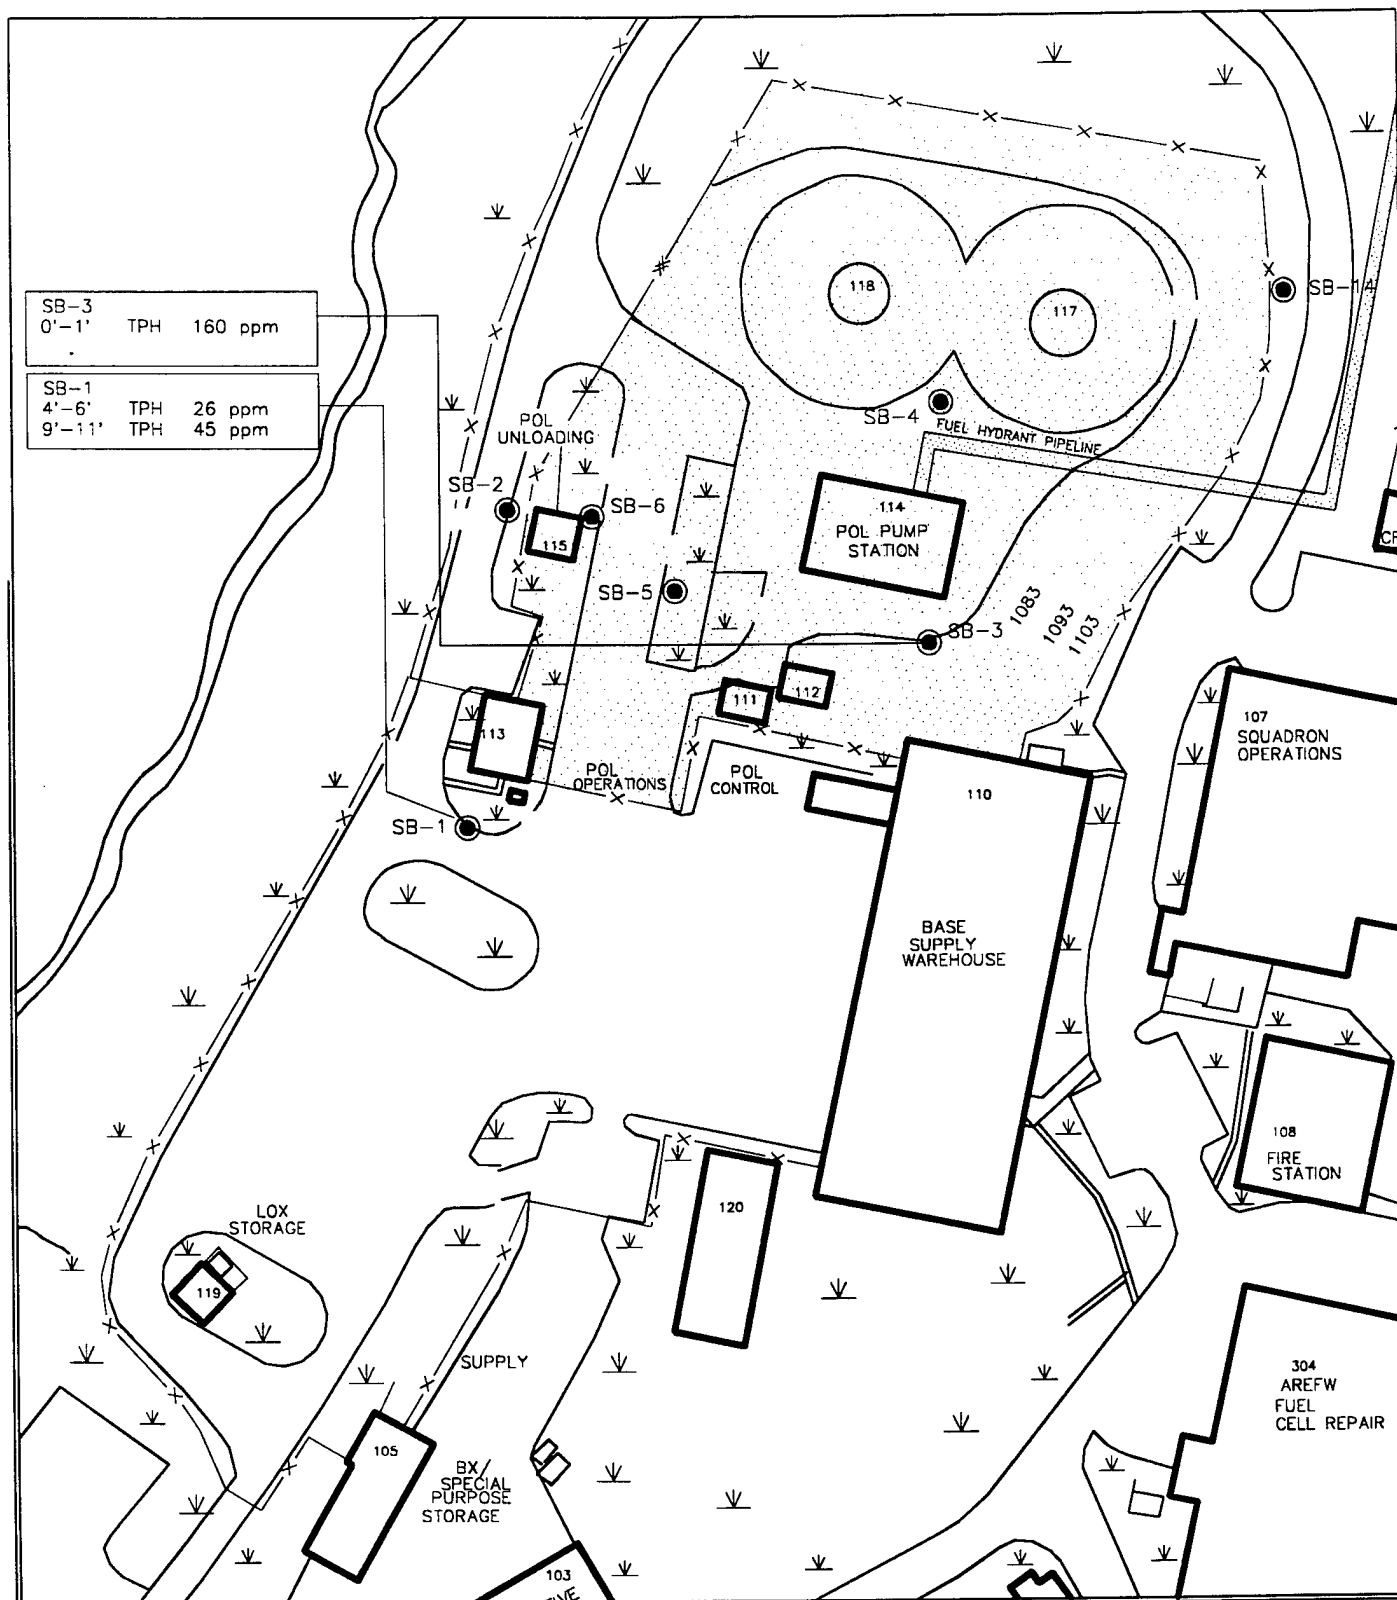 118
117
SB-14
SB-3
0'-1' TPH 160 ppm
SB-1
4'-6' TPH 26 ppm
9'-11' TPH 45 ppm
SB-4
POL
UNLOADING
FUEL HYDRANT PIPELINE
SB-2
SB-6
115
114
POL PUMP
STATION
SB-5
SB-3
1083
1093
1103
111
112
113
107
SQUADRON
OPERATIONS
POL
OPERATIONS
POL
CONTROL
110
SB-1
BASE
SUPPLY
WAREHOUSE
108
FIRE
STATION
LOX
STORAGE
120
119
SUPPLY
304
AREFW
FUEL
CELL REPAIR
105
BX/
SPECIAL
PURPOSE
STORAGE
103